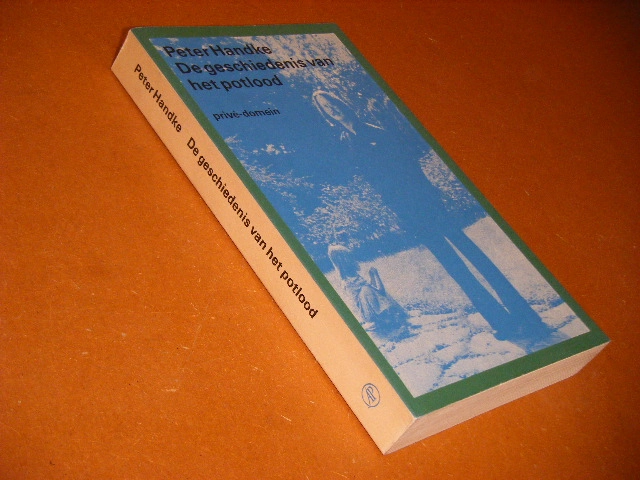 Peter Handke
De geschiedenis van
het potlood
privé-domein
Peter Handke De geschiedenis van het potlood